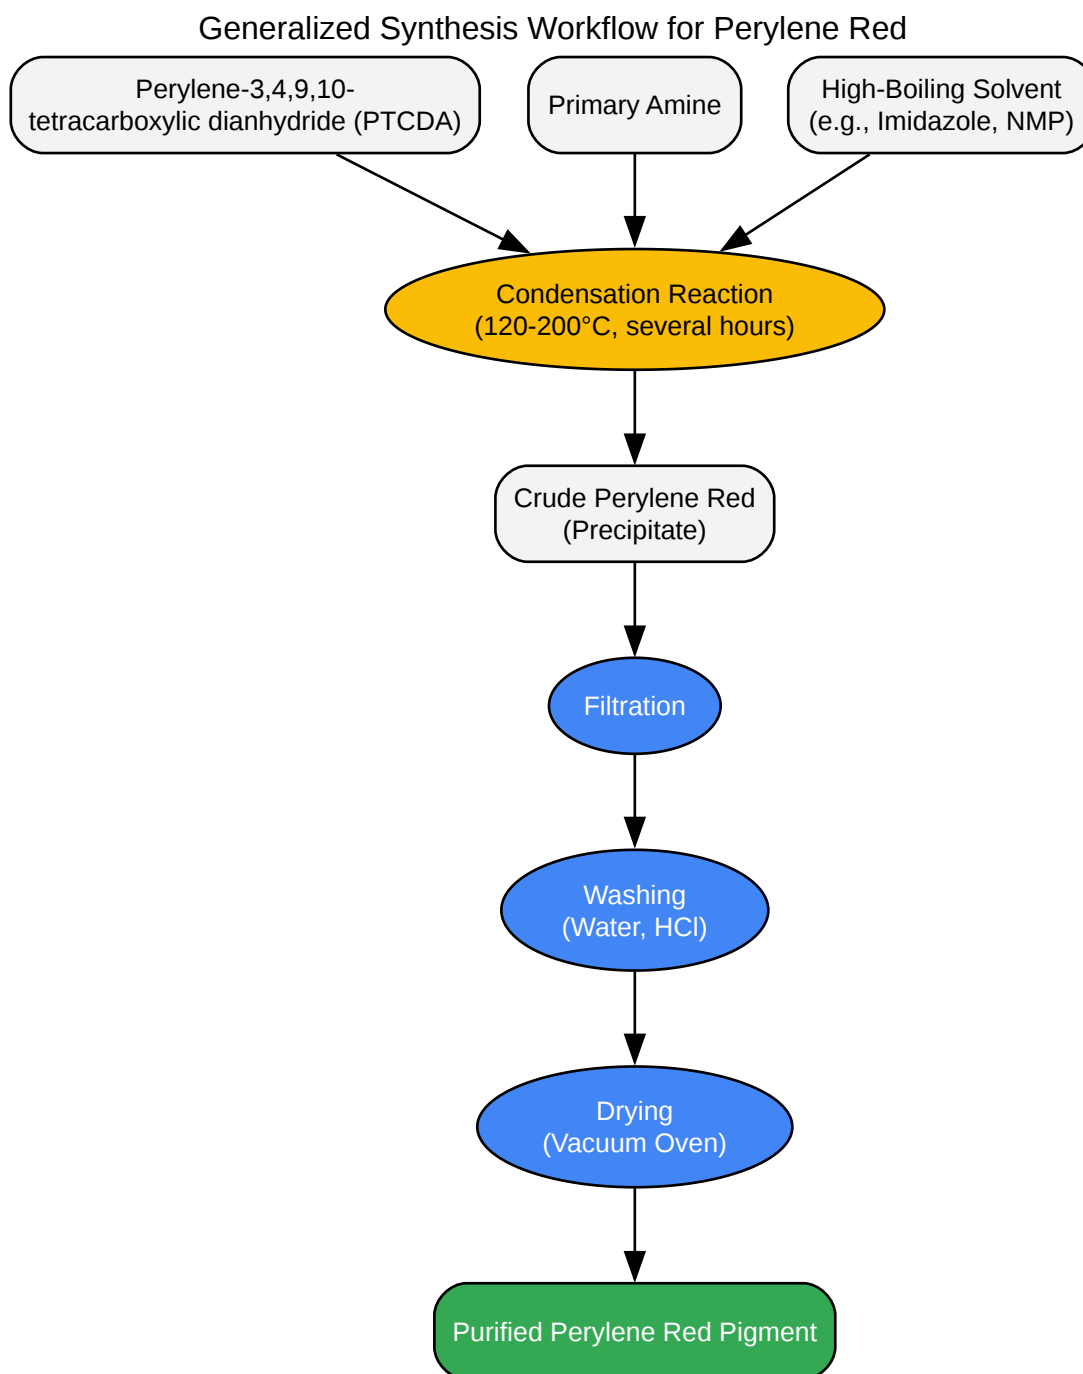 Generalized Synthesis Workflow for Perylene Red
Perylene-3,4,9,10-
tetracarboxylic dianhydride (PTCDA)
Primary Amine
High-Boiling Solvent
(e.g., Imidazole, NMP)
Condensation Reaction
(120-200°C, several hours)
Crude Perylene Red
(Precipitate)
Filtration
Washing
(Water, HCl)
Drying
(Vacuum Oven)
Purified Perylene Red Pigment